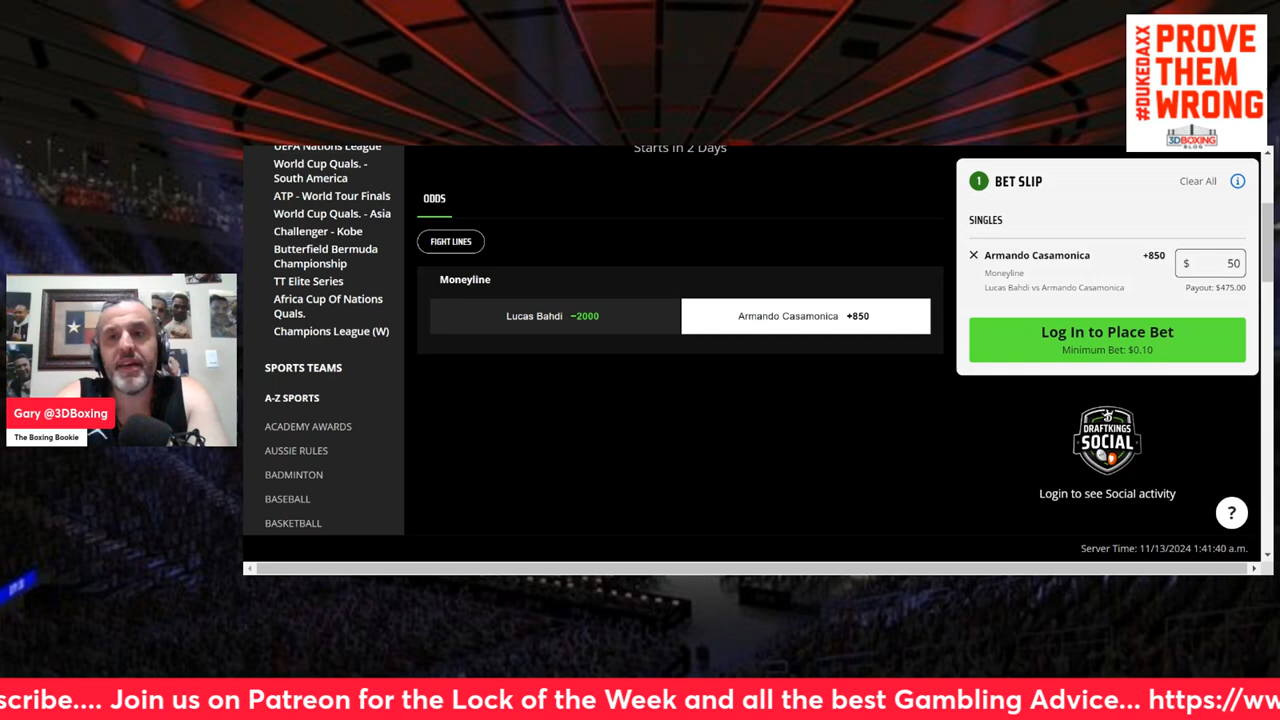 #DUKEDAXX
PROVE
THEM
WRONG
3DBOXING
BLOG
UEFA Nations League
World Cup Quals. -
South America
ATP - World Tour Finals
World Cup Quals. - Asia
Challenger - Kobe
Butterfield Bermuda
Championship
TT Elite Series
Africa Cup Of Nations
Quals.
Champions League (W)
SPORTS TEAMS
A-Z SPORTS
ACADEMY AWARDS
AUSSIE RULES
BADMINTON
BASEBALL
BASKETBALL
Starts in 2 Days
ODDS
FIGHT LINES
Moneyline
Lucas Bahdi −2000
Armando Casamonica +850
1 BET SLIP Clear All
SINGLES
Armando Casamonica +850 $ 50
Moneyline
Lucas Bahdi vs Armando Casamonica Payout: $475.00
Log In to Place Bet
Minimum Bet: $0.10
DRAFTKINGS
SOCIAL
Login to see Social activity
?
Server Time: 11/13/2024 1:41:40 a.m.
Gary @3DBoxing
The Boxing Bookie
scribe.... Join us on Patreon for the Lock of the Week and all the best Gambling Advice... https://ww